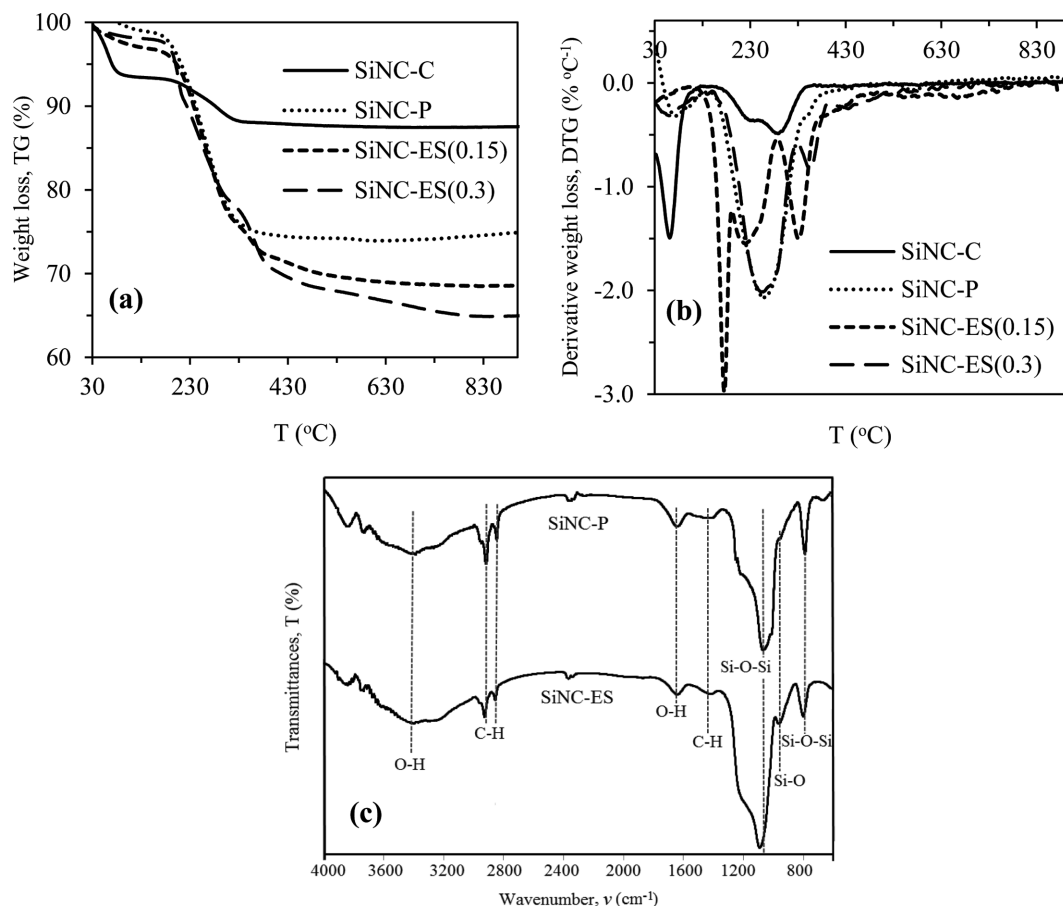 100
90
80
70
60
Weight loss, TG (%)
SiNC-C
SiNC-P
SiNC-ES(0.15)
SiNC-ES(0.3)
(a)
30 230 430 630 830
T (°C)
30 230 430 630 830
0.0
-1.0
-2.0
-3.0
Derivative weight loss, DTG (% °C⁻¹)
SiNC-C
SiNC-P
SiNC-ES(0.15)
SiNC-ES(0.3)
(b)
T (°C)
Transmittances, T (%)
SiNC-P
Si-O-Si
SiNC-ES
O-H
C-H
O-H
C-H
Si-O-Si
Si-O
(c)
4000 3600 2800 2400 2000 1600 1200 800
Wavenumber, ν (cm⁻¹)